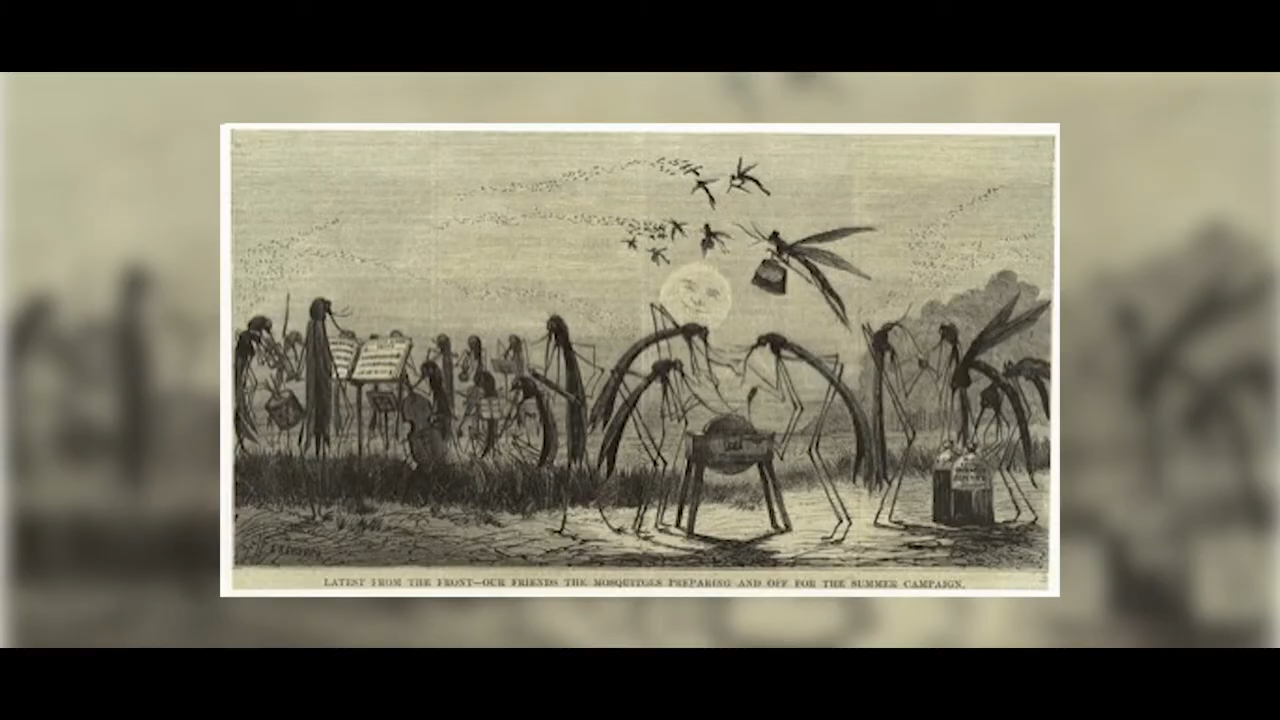 LATEST FROM THE FRONT—OUR FRIENDS THE MOSQUITOES PREPARING AND OFF FOR THE SUMMER CAMPAIGN.